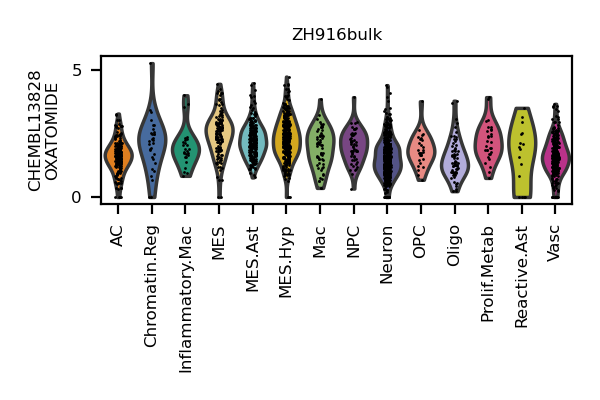 ZH916bulk
CHEMBL13828
OXATOMIDE
5
0
AC
Chromatin.Reg
Inflammatory.Mac
MES
MES.Ast
MES.Hyp
Mac
NPC
Neuron
OPC
Oligo
Prolif.Metab
Reactive.Ast
Vasc